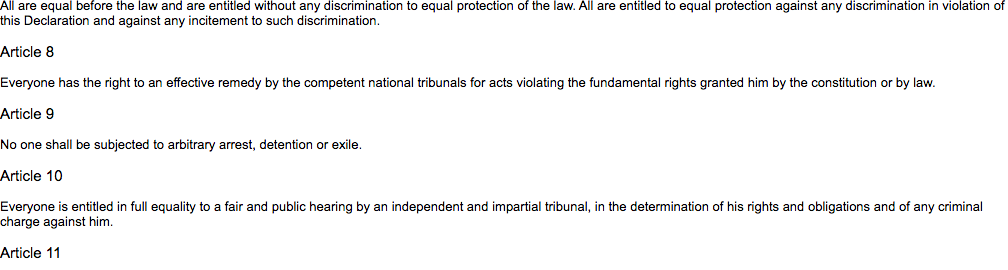 All are equal before the law and are entitled without any discrimination to equal protection of the law. All are entitled to equal protection against any discrimination in violation of
this Declaration and against any incitement to such discrimination.
Article 8
Everyone has the right to an effective remedy by the competent national tribunals for acts violating the fundamental rights granted him by the constitution or by law.
Article 9
No one shall be subjected to arbitrary arrest, detention or exile.
Article 10
Everyone is entitled in full equality to a fair and public hearing by an independent and impartial tribunal, in the determination of his rights and obligations and of any criminal
charge against him.
Article 11